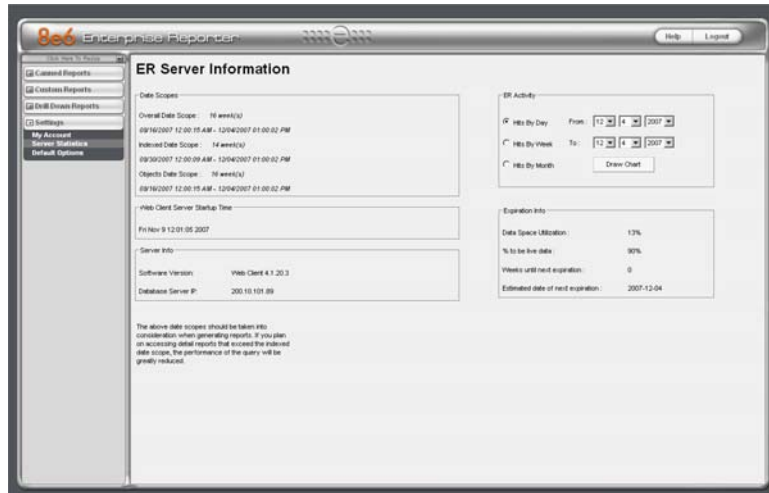 8e6 Enterprise Reporter
Help
Logout
Click Here To Pause
Canned Reports
Custom Reports
Drill Down Reports
Settings
My Account
Server Statistics
Default Options
ER Server Information
Date Scopes
Overall Date Scope : 16 week(s)
08/16/2007 12:00:15 AM - 12/04/2007 01:00:02 PM
Indexed Date Scope : 14 week(s)
08/30/2007 12:00:09 AM - 12/04/2007 01:00:02 PM
Objects Date Scope : 16 week(s)
08/16/2007 12:00:15 AM - 12/04/2007 01:00:02 PM
Web Client Server Startup Time
Fri Nov 9 12:01:05 2007
Server Info
Software Version: Web Client 4.1.20.3
Database Server IP: 200.10.101.89
The above date scopes should be taken into
consideration when generating reports. If you plan
on accessing detail reports that exceed the indexed
date scope, the performance of the query will be
greatly reduced.
ER Activity
Hits By Day From : 12 4 2007
Hits By Week To : 12 4 2007
Hits By Month Draw Chart
Expiration Info
Data Space Utilization : 13%
% to be live data : 90%
Weeks until next expiration : 0
Estimated date of next expiration : 2007-12-04